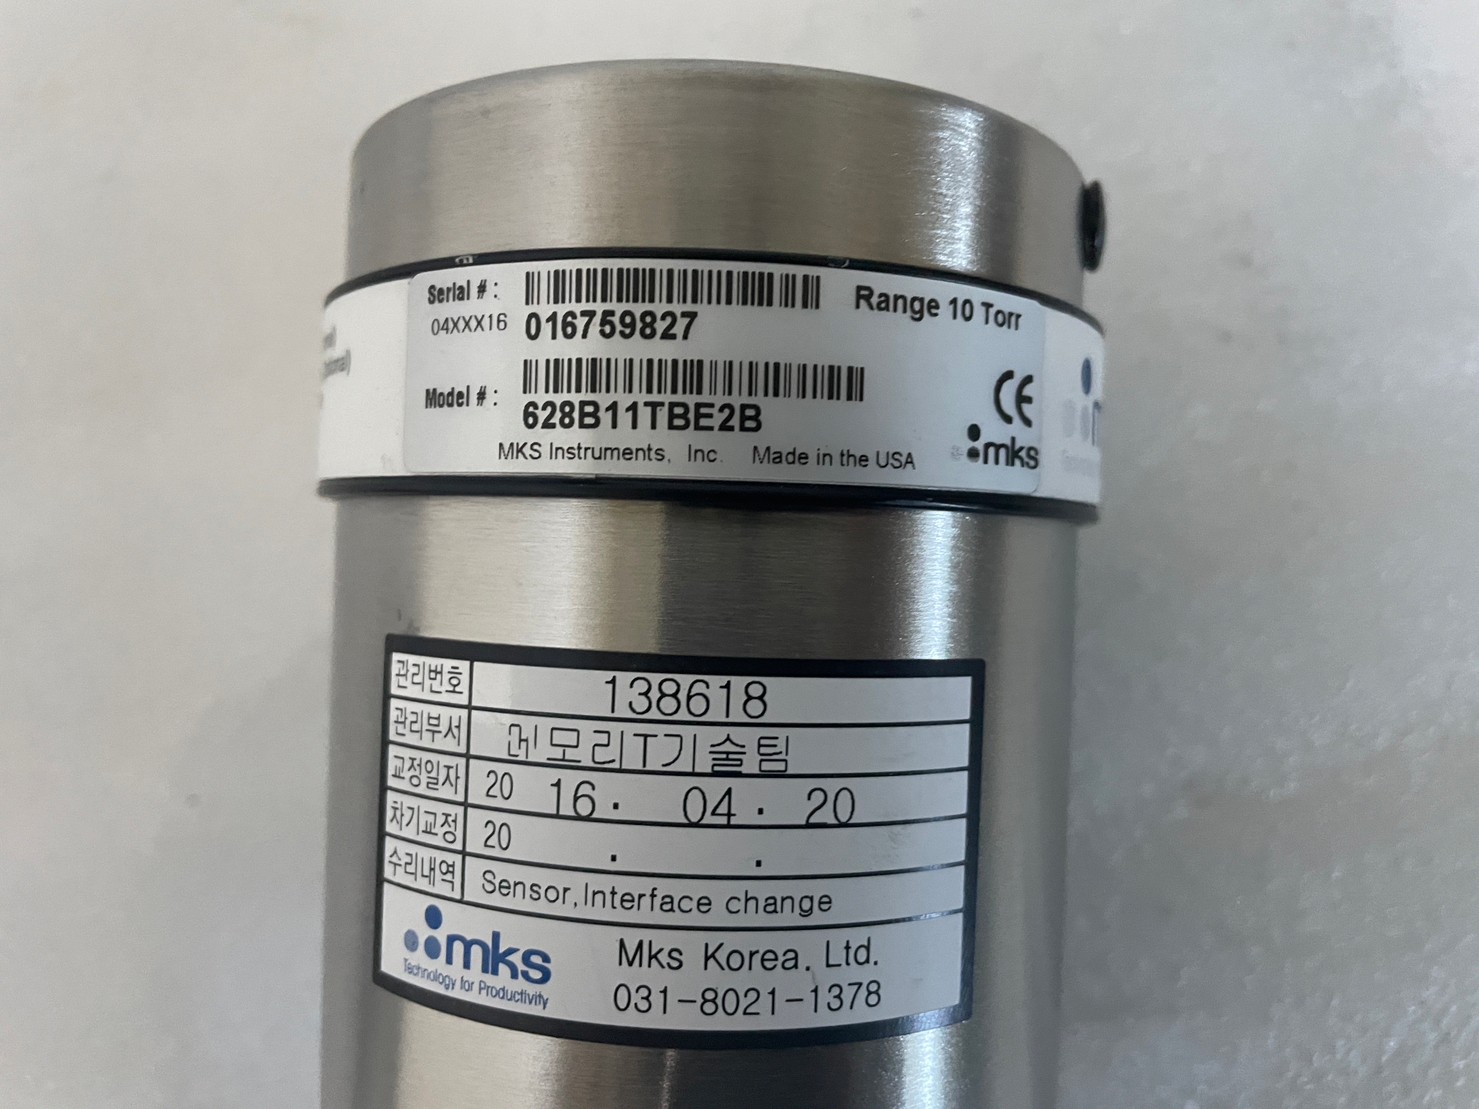 Serial # :
04XXX16 016759827
Range 10 Torr
Model # :
628B11TBE2B
MKS Instruments, Inc. Made in the USA
CE
mks
관리번호 138618
관리부서 메모리T기술팀
교정일자 20 16 . 04 . 20
차기교정 20 . .
수리내역 Sensor,Interface change
mks
Technology for Productivity
Mks Korea. Ltd.
031-8021-1378